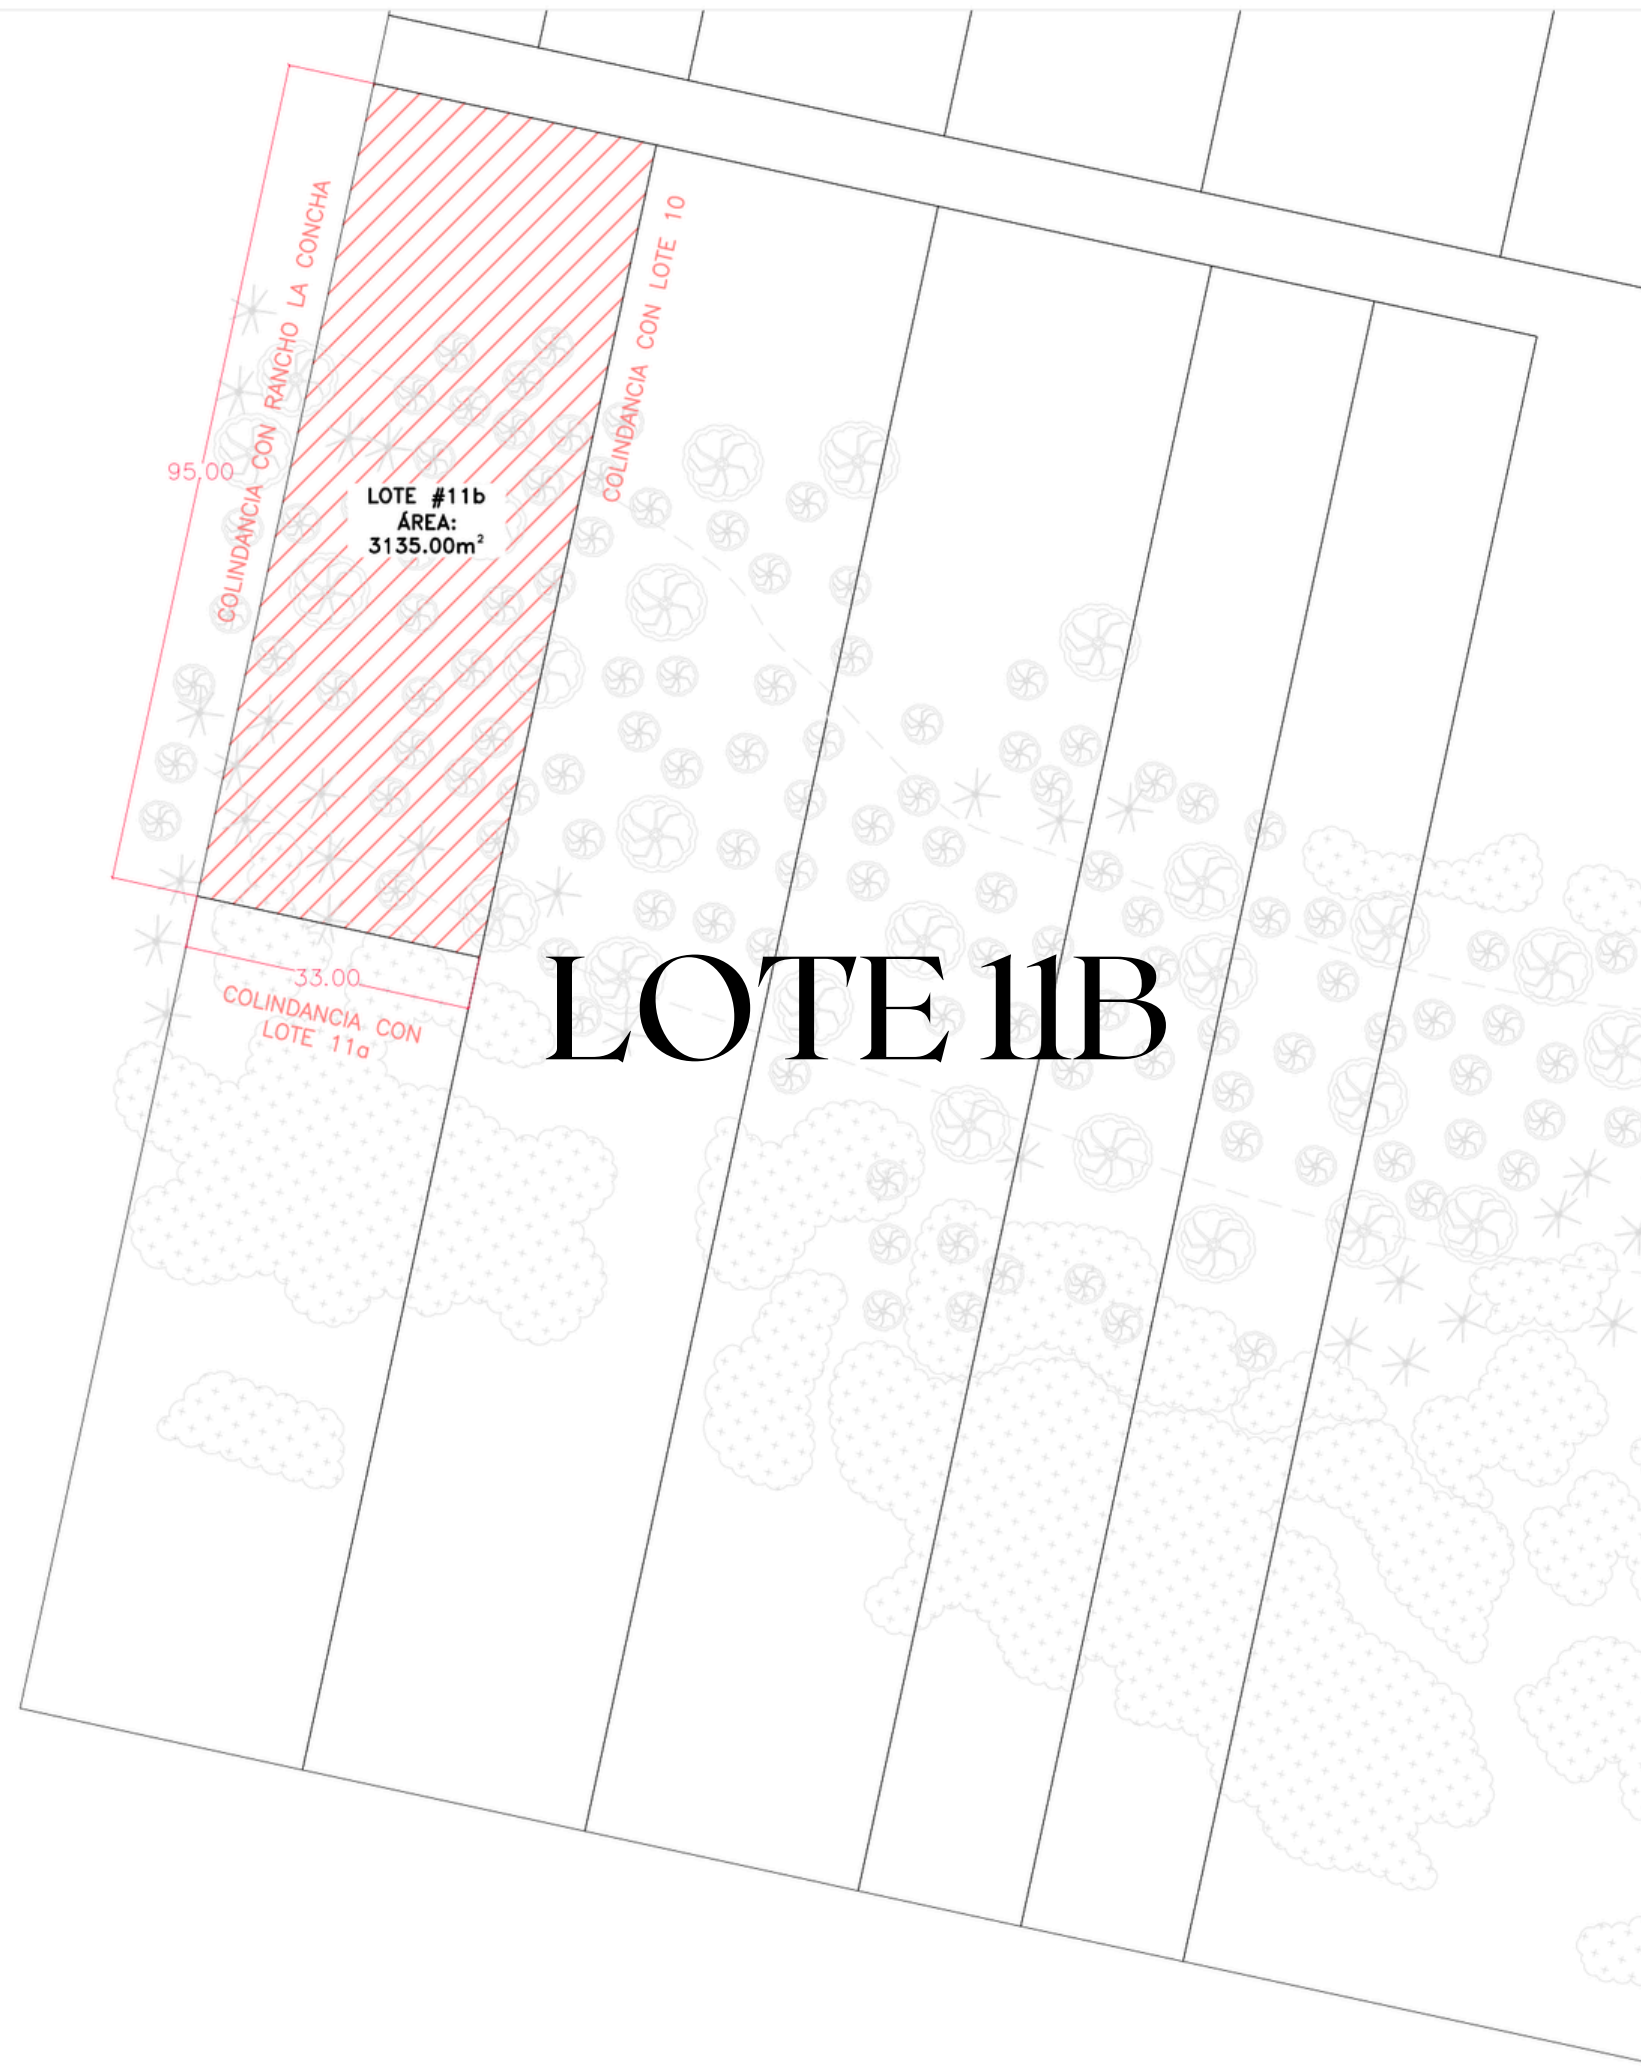 COLINDANCIA CON RANCHO LA CONCHA
COLINDANCIA CON LOTE 10
95.00
LOTE #11b
ÁREA:
3135.00m²
33.00
COLINDANCIA CON
LOTE 11a
LOTE 11B